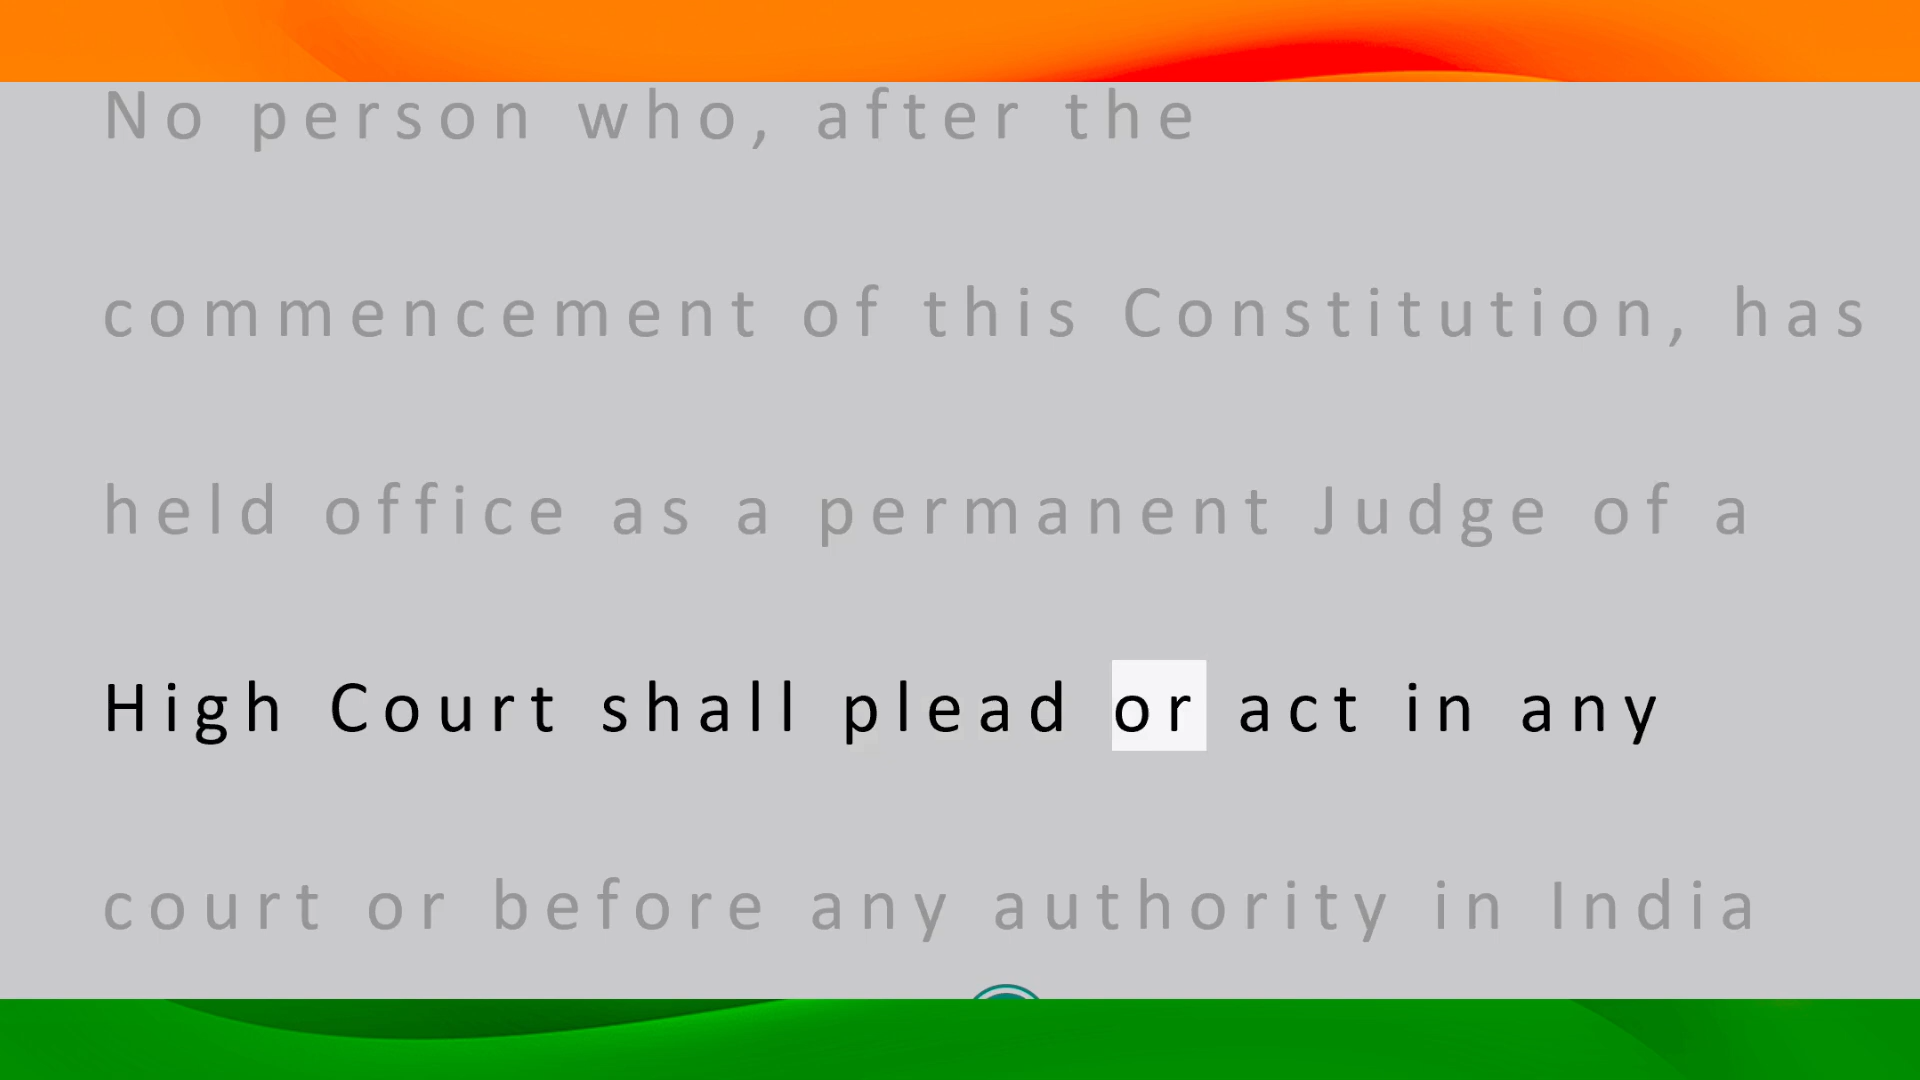 No person who, after the
commencement of this Constitution, has
held office as a permanent Judge of a
High Court shall plead or act in any
court or before any authority in India